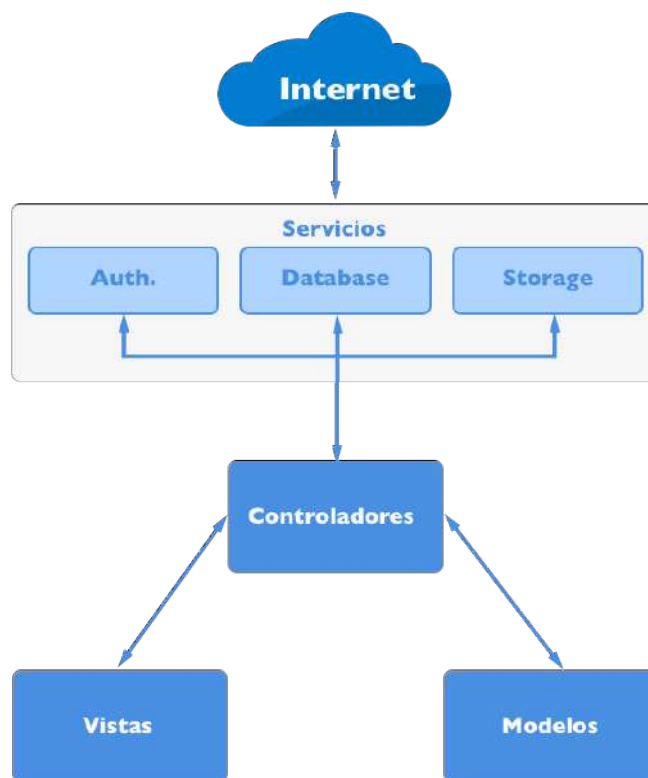 Internet
Servicios
Auth.
Database
Storage
Controladores
Vistas
Modelos